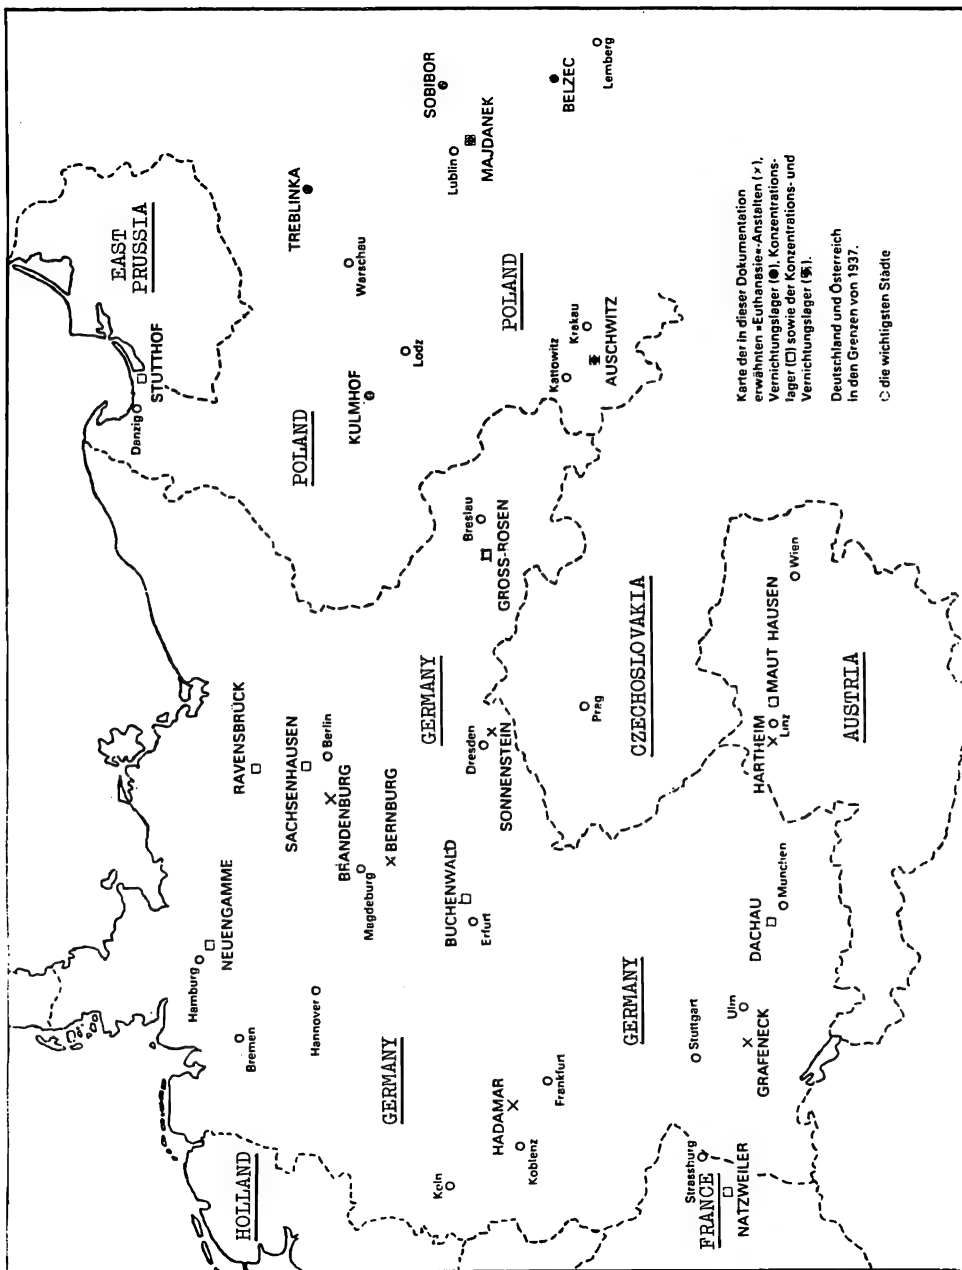 EAST
PRUSSIA
Danzig
STUTTHOF
Hamburg
NEUENGAMME
RAVENSBRÜCK
HOLLAND
Bremen
SACHSENHAUSEN
TREBLINKA
POLAND
Hannover
Berlin
BRANDENBURG
KULMHOF
Warschau
Magdeburg
BERNBURG
GERMANY
Lodz
SOBIBOR
GERMANY
Köln
BUCHENWALD
Erfurt
Lublin
MAJDANEK
Breslau
GROSS-ROSEN
Dresden
SONNENSTEIN
HADAMAR
Koblenz
Frankfurt
POLAND
Kattowitz
Krakau
AUSCHWITZ
BELZEC
Lemberg
Prag
CZECHOSLOVAKIA
GERMANY
Strassburg
FRANCE
NATZWEILER
Stuttgart
Ulm
GRAFENECK
DACHAU
München
HARTHEIM
Linz
MAUT HAUSEN
Wien
AUSTRIA
Karte der in dieser Dokumentation
erwähnten »Euthanasie«-Anstalten (×),
Vernichtungslager (●), Konzentrations-
lager (□) sowie der Konzentrations- und
Vernichtungslager (▣).
Deutschland und Österreich
in den Grenzen von 1937.
○ die wichtigsten Städte